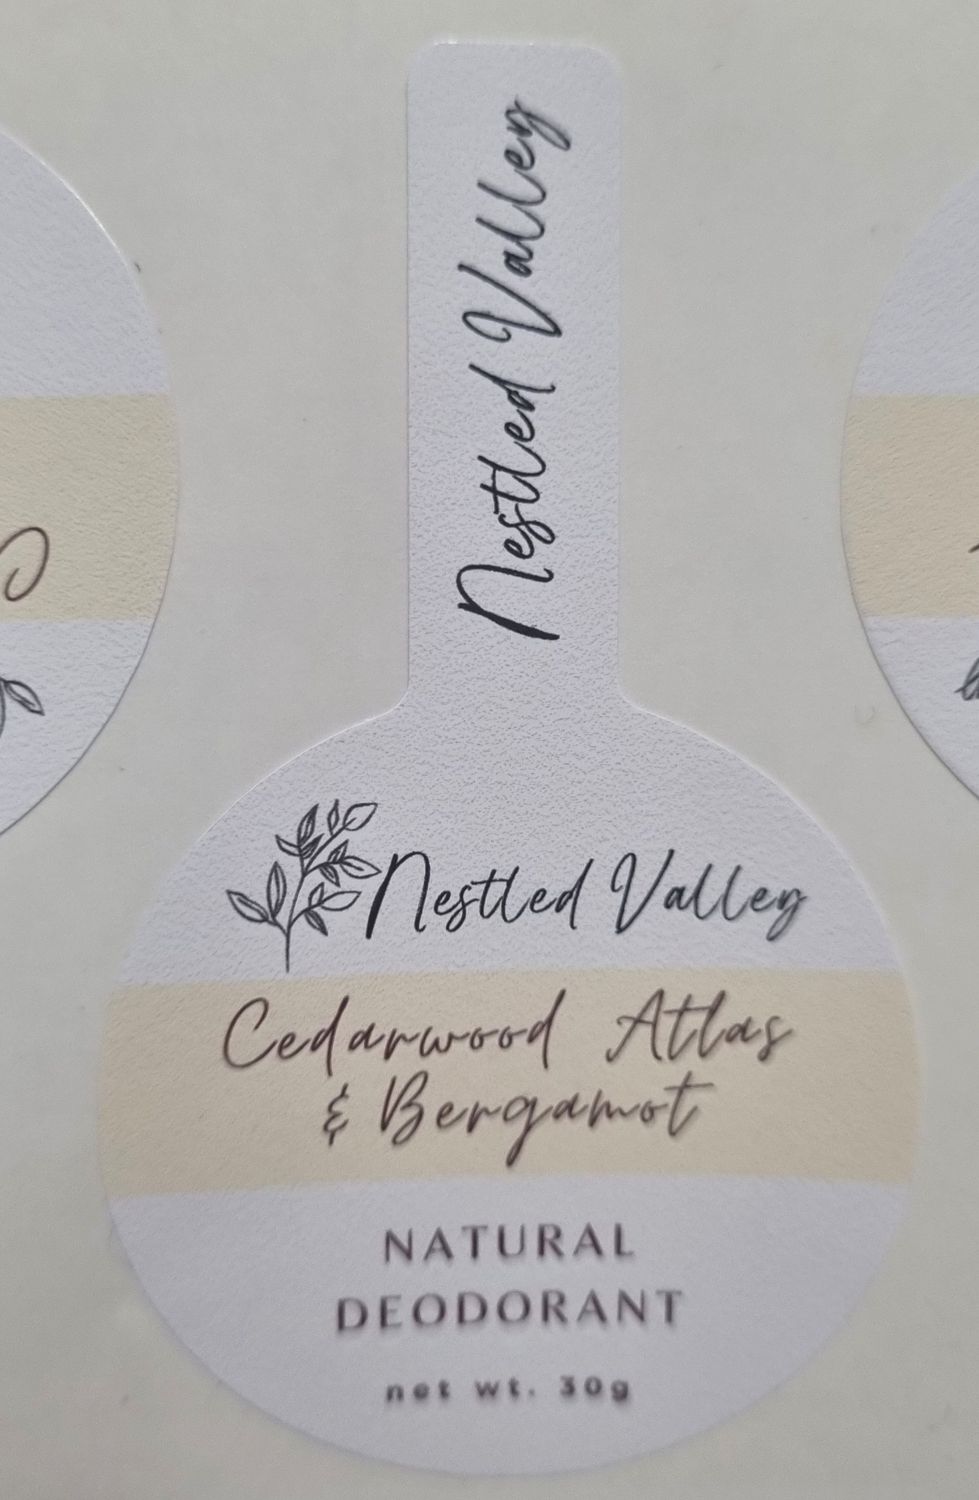 Nestled Valley
Nestled Valley
Cedarwood Atlas
& Bergamot
NATURAL
DEODORANT
net wt. 30g